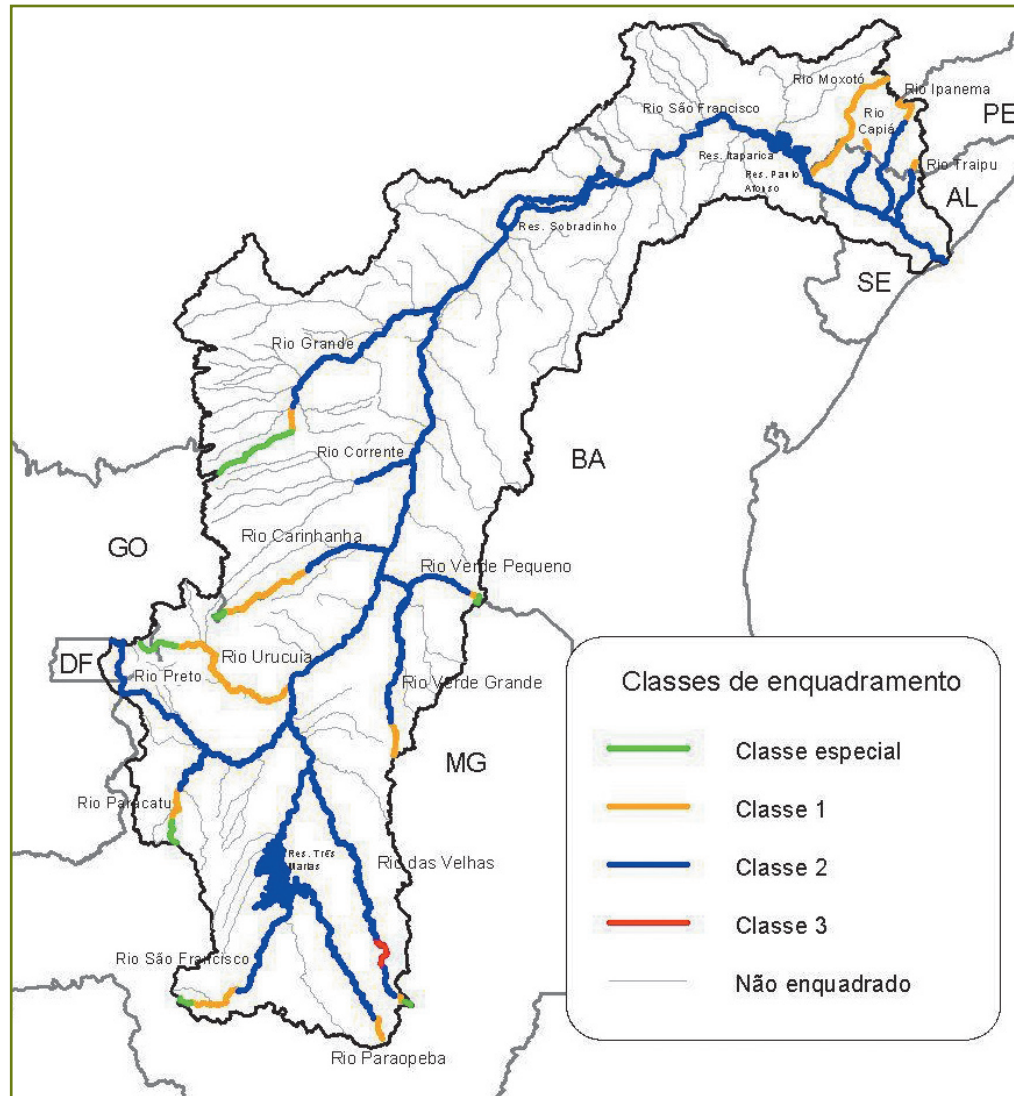 Rio Moxotó
Rio Ipanema
Rio São Francisco
Rio
Capiá
PE
Res. Itaparica
Res. Paulo
Afonso
Rio Traipu
AL
Res. Sobradinho
SE
Rio Grande
Rio Corrente
BA
Rio Carinhanha
GO
Rio Verde Pequeno
DF
Rio Urucuia
Rio Preto
Rio Verde Grande
MG
Rio Paracatu
Res. Três
Marias
Rio das Velhas
Rio São Francisco
Rio Paraopeba
Classes de enquadramento
Classe especial
Classe 1
Classe 2
Classe 3
Não enquadrado